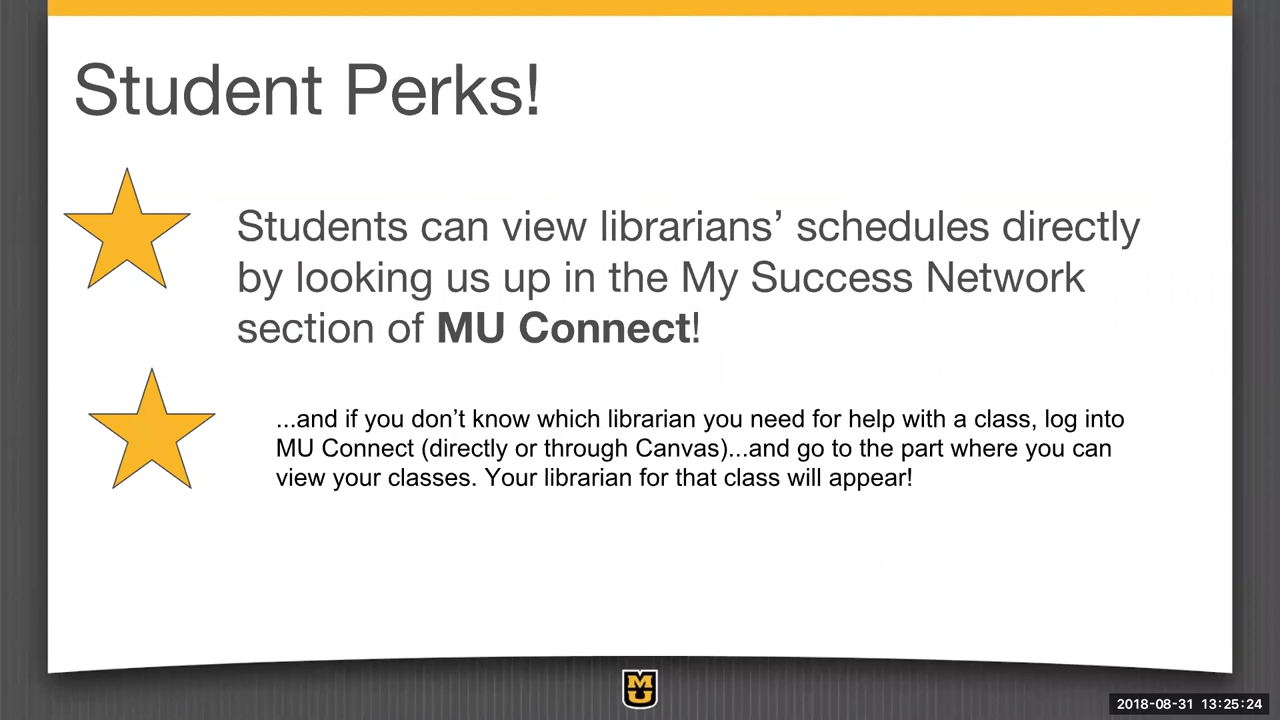 Student Perks!
Students can view librarians’ schedules directly
by looking us up in the My Success Network
section of MU Connect!
...and if you don’t know which librarian you need for help with a class, log into
MU Connect (directly or through Canvas)...and go to the part where you can
view your classes. Your librarian for that class will appear!
MU
2018-08-31 13:25:24